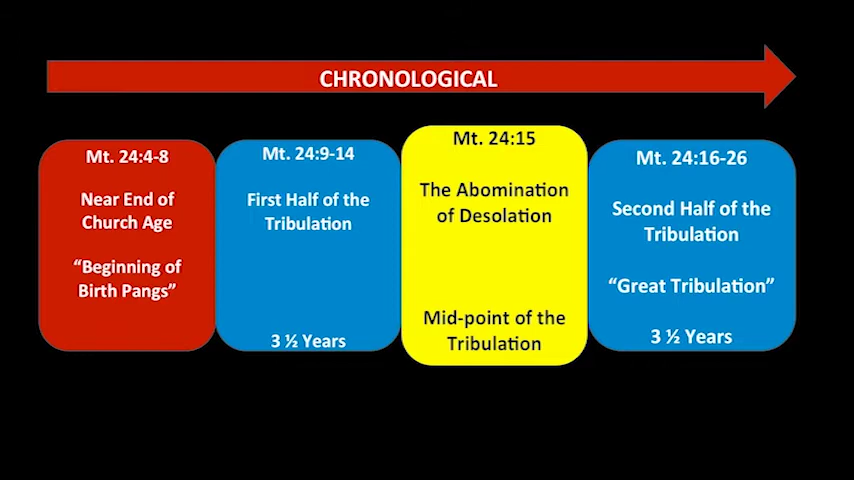 CHRONOLOGICAL
Mt. 24:4-8
Near End of
Church Age
“Beginning of
Birth Pangs”
Mt. 24:9-14
First Half of the
Tribulation
3 ½ Years
Mt. 24:15
The Abomination
of Desolation
Mid-point of the
Tribulation
Mt. 24:16-26
Second Half of the
Tribulation
“Great Tribulation”
3 ½ Years